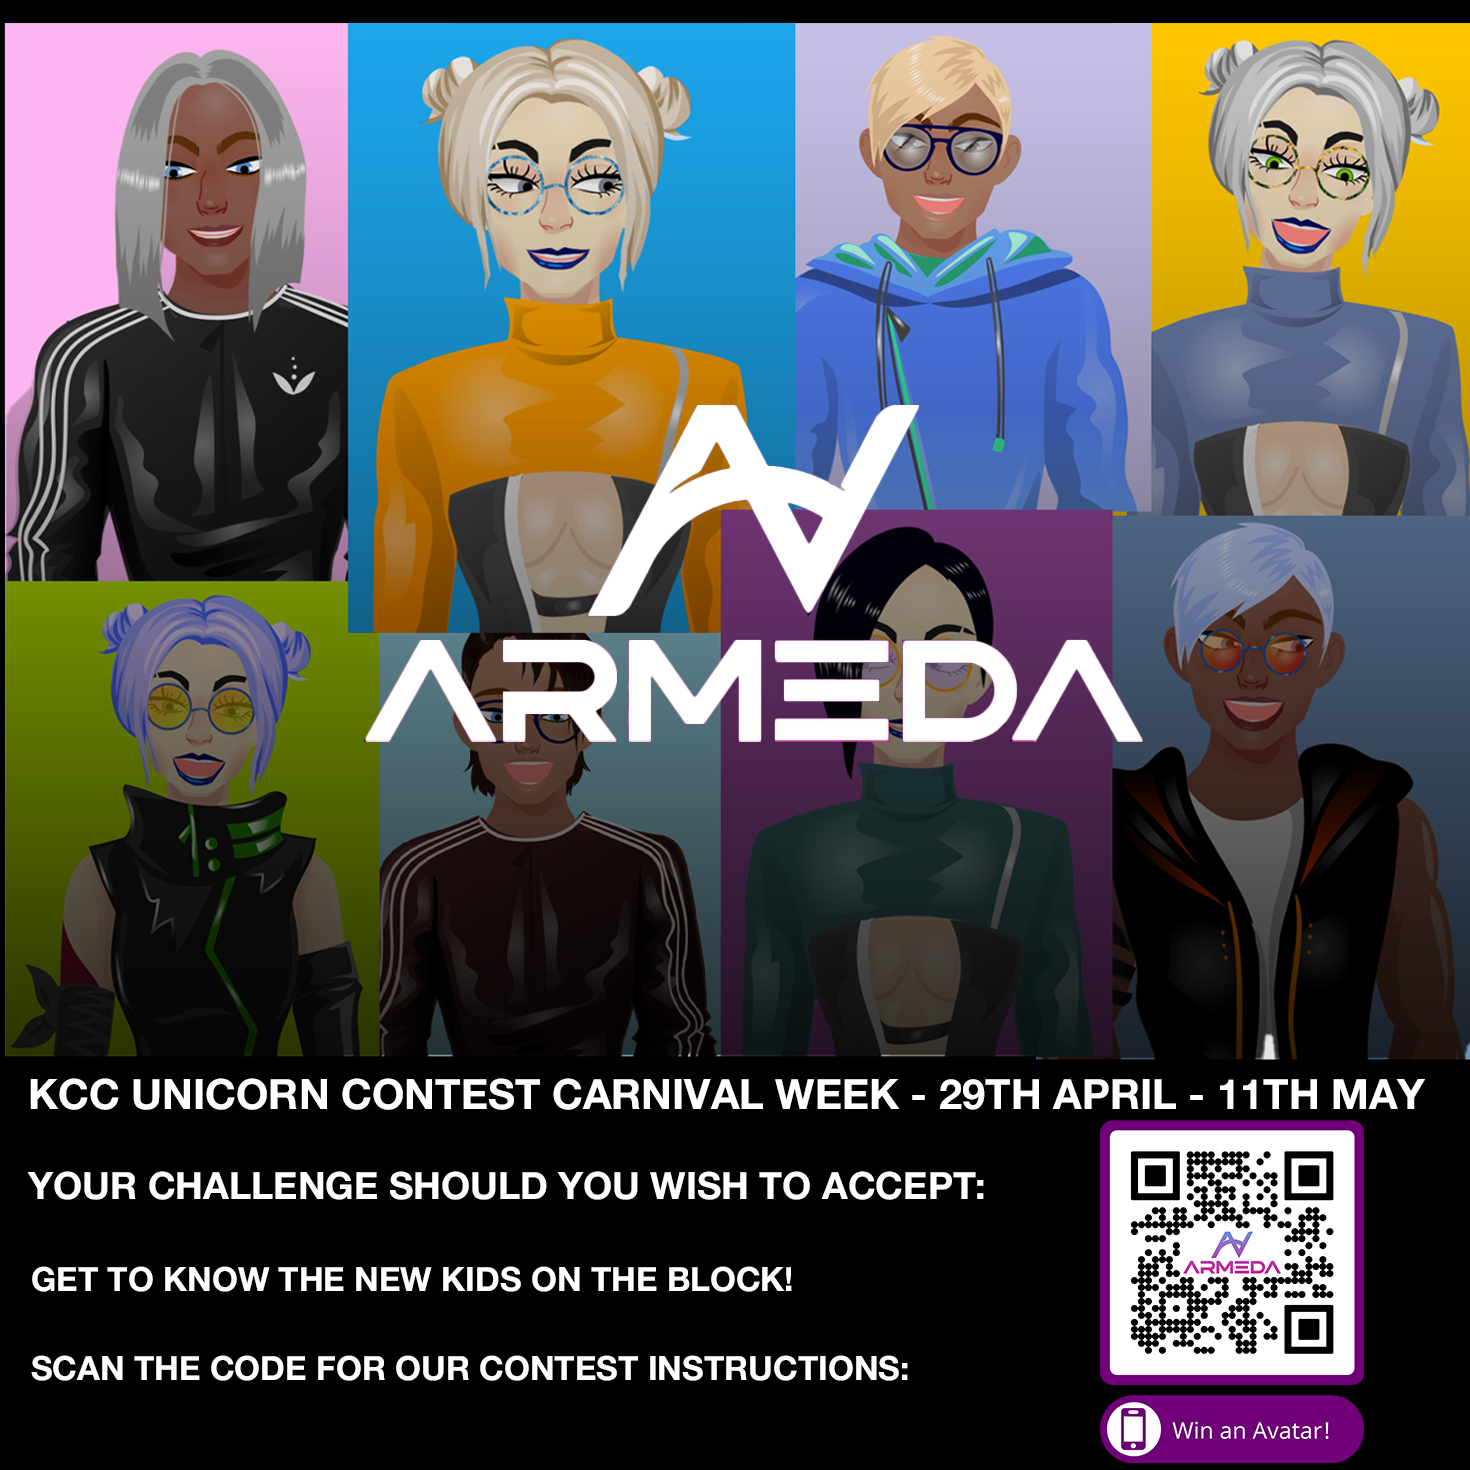 ARMEDA
KCC UNICORN CONTEST CARNIVAL WEEK - 29TH APRIL - 11TH MAY
YOUR CHALLENGE SHOULD YOU WISH TO ACCEPT:
GET TO KNOW THE NEW KIDS ON THE BLOCK!
SCAN THE CODE FOR OUR CONTEST INSTRUCTIONS:
ARMEDA
Win an Avatar!